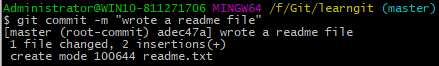 Administrator@WIN10-811271706 MINGW64 /f/Git/learngit (master)
$ git commit -m "wrote a readme file"
[master (root-commit) adec47a] wrote a readme file
 1 file changed, 2 insertions(+)
 create mode 100644 readme.txt